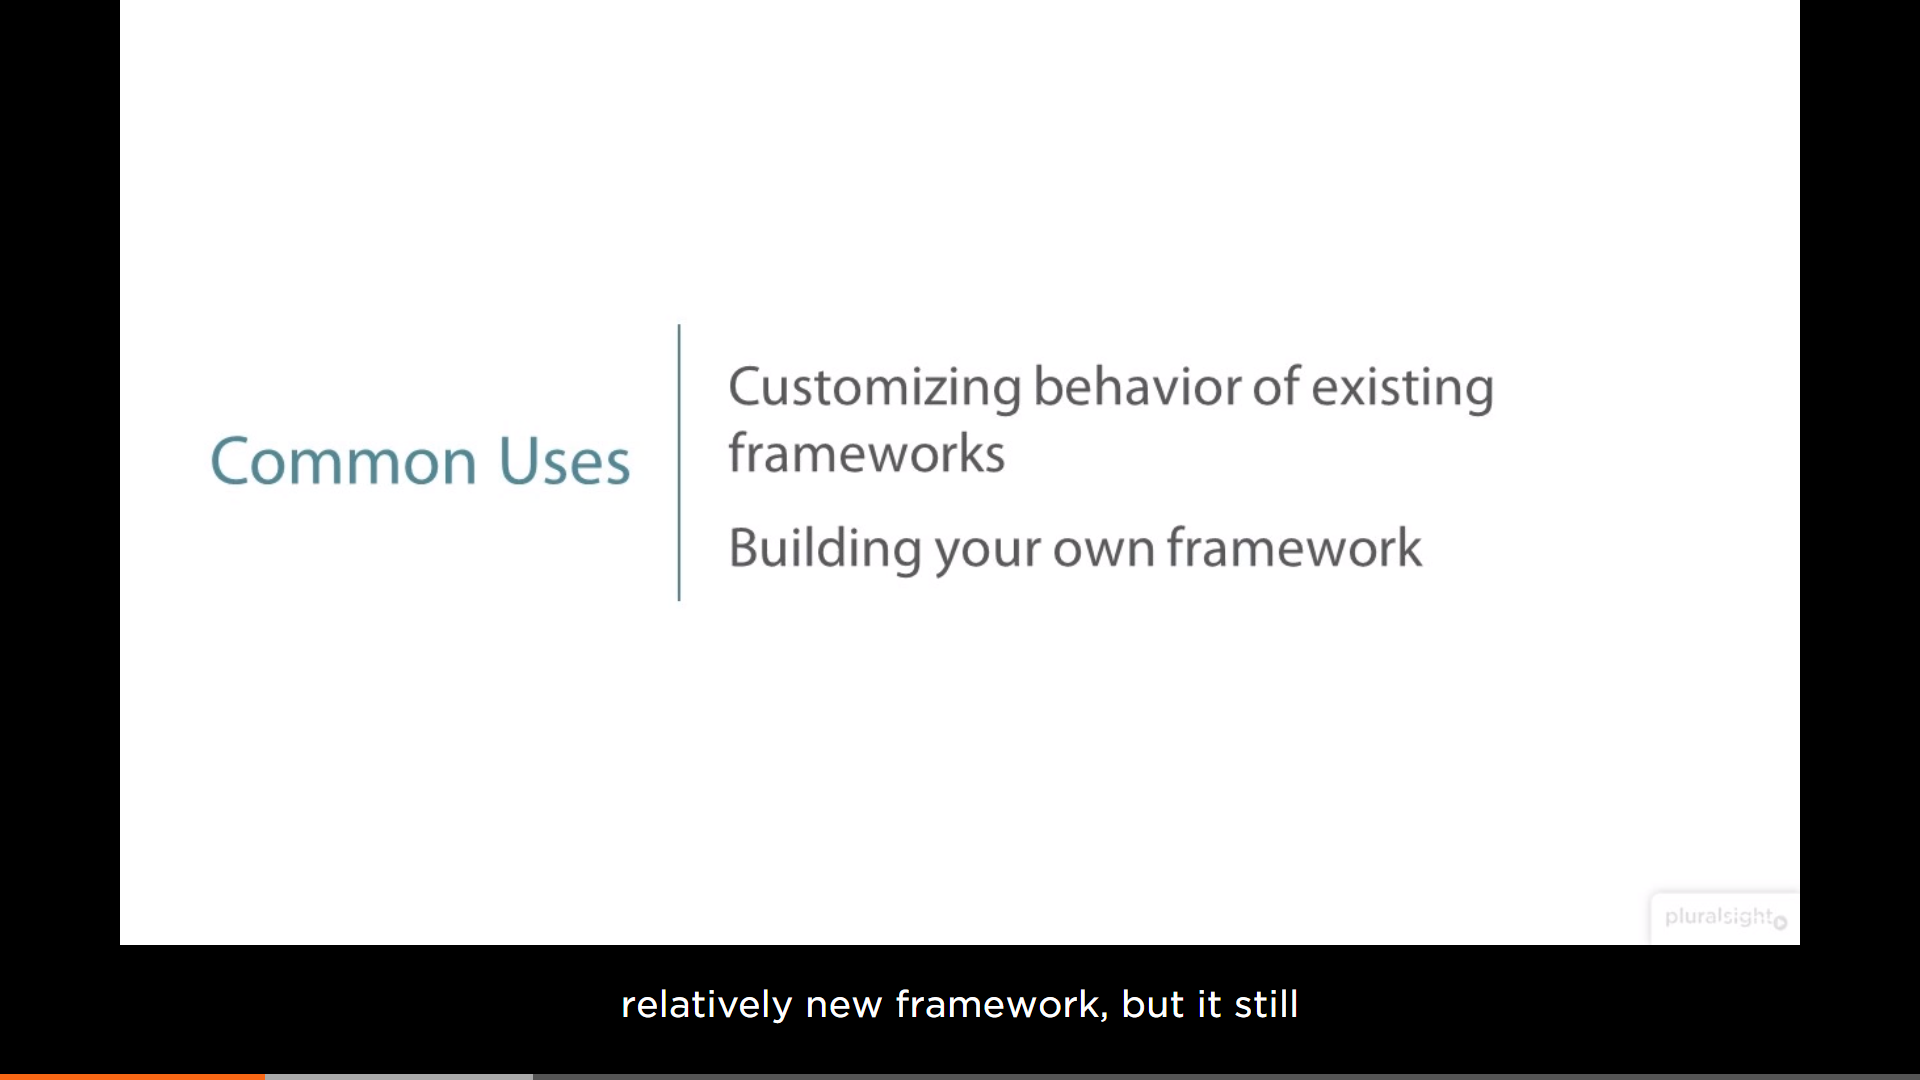 Common Uses
Customizing behavior of existing
frameworks
Building your own framework
pluralsight
relatively new framework, but it still